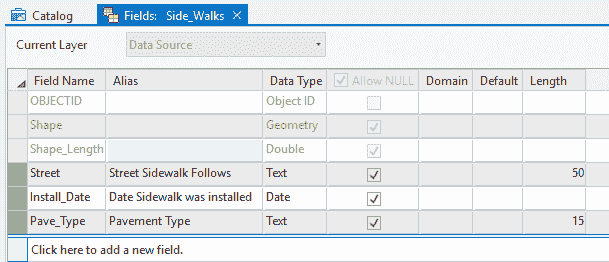 Catalog Fields: Side_Walks
Current Layer Data Source
Field Name Alias Data Type Allow NULL Domain Default Length
OBJECTID Object ID
Shape Geometry
Shape_Length Double
Street Street Sidewalk Follows Text 50
Install_Date Date Sidewalk was installed Date
Pave_Type Pavement Type Text 15
Click here to add a new field.